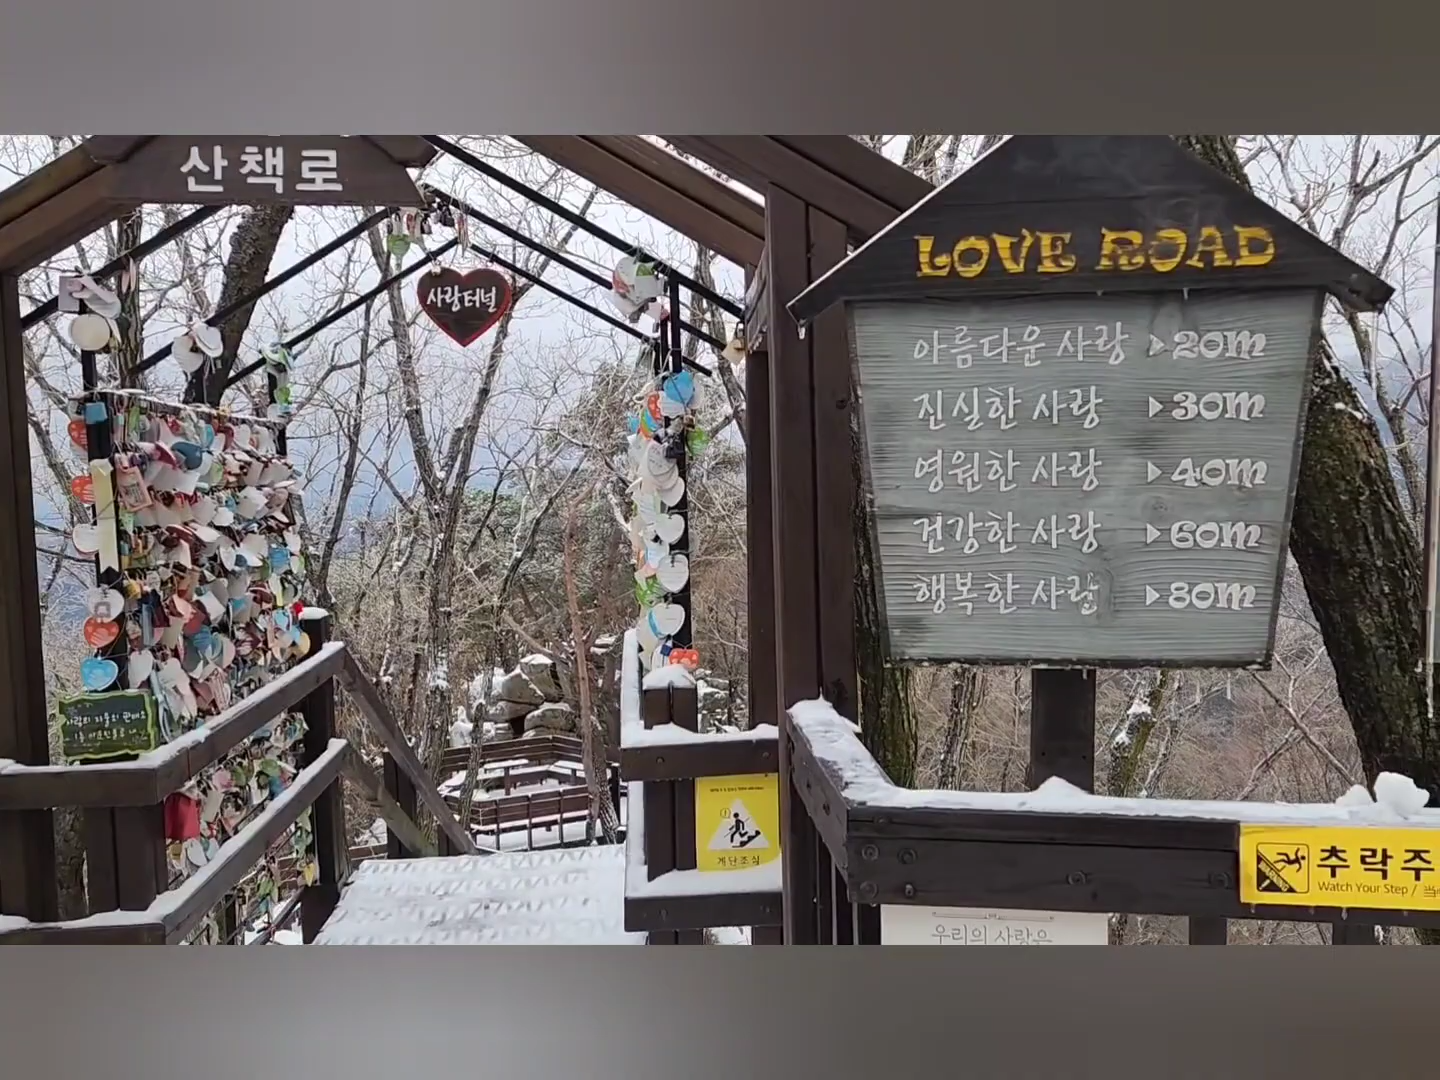 산책로
사랑터널
LOVE ROAD
아름다운 사랑 ▷20M
진실한 사랑 ▷30M
영원한 사랑 ▷40M
건강한 사랑 ▷60M
행복한 사랑 ▷80M
계단조심
추락주
Watch Your Step /
우리의 사랑은